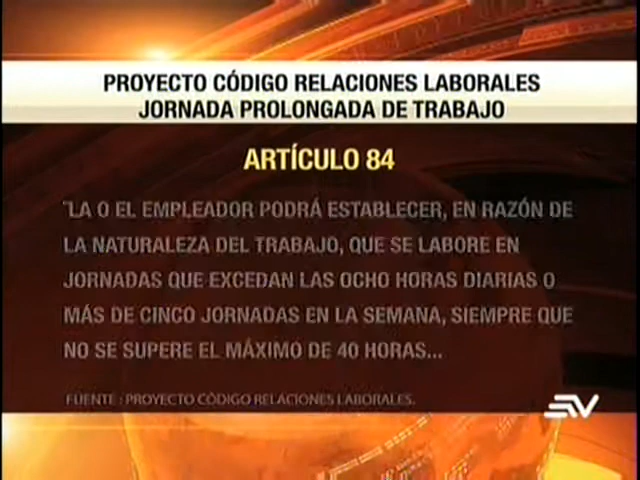 PROYECTO CÓDIGO RELACIONES LABORALES
JORNADA PROLONGADA DE TRABAJO
ARTÍCULO 84
"LA O EL EMPLEADOR PODRÁ ESTABLECER, EN RAZÓN DE
LA NATURALEZA DEL TRABAJO, QUE SE LABORE EN
JORNADAS QUE EXCEDAN LAS OCHO HORAS DIARIAS O
MÁS DE CINCO JORNADAS EN LA SEMANA, SIEMPRE QUE
NO SE SUPERE EL MÁXIMO DE 40 HORAS...
FUENTE : PROYECTO CÓDIGO RELACIONES LABORALES.